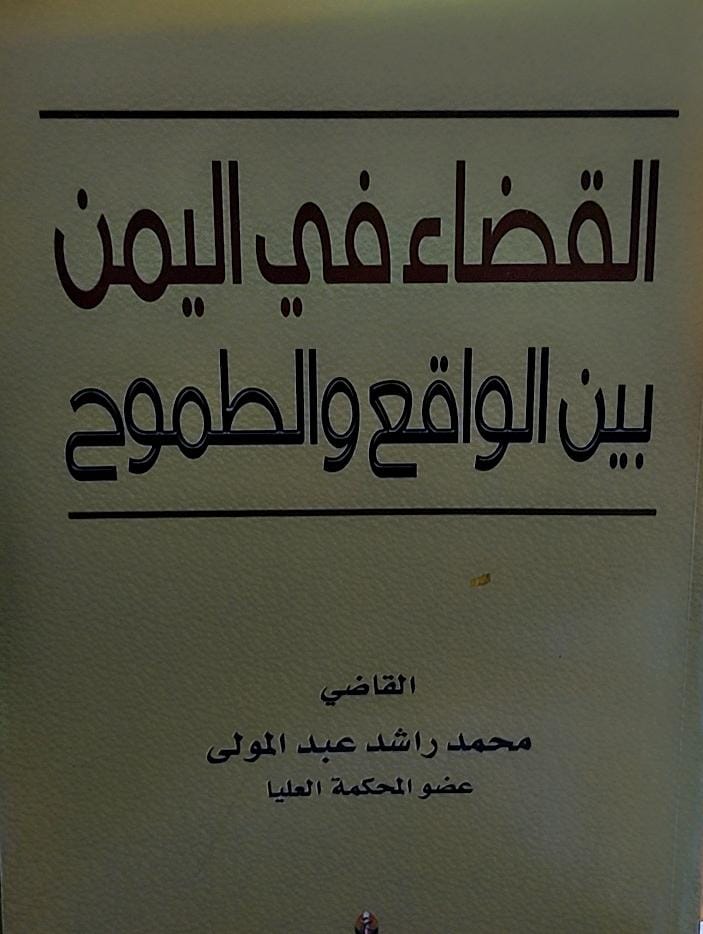 القضاء في اليمن
بين الواقع والطموح
القاضي
محمد راشد عبد المولى
عضو المحكمة العليا